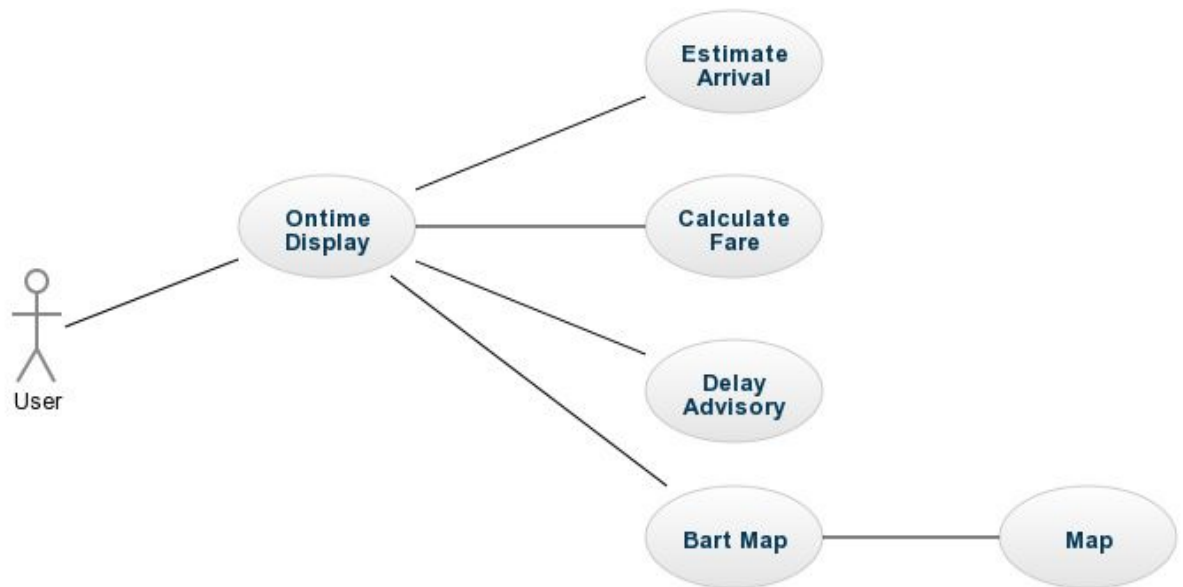 Estimate
Arrival
Ontime
Display
Calculate
Fare
User
Delay
Advisory
Bart Map
Map